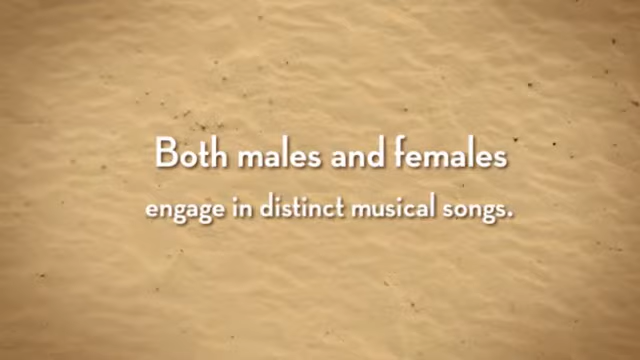 Both males and females
engage in distinct musical songs.